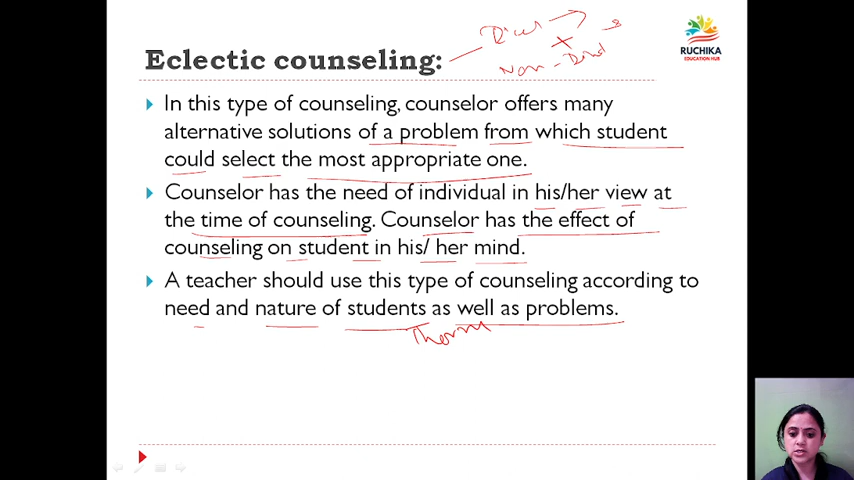 Eclectic counseling:
RUCHIKA
EDUCATION HUB
In this type of counseling, counselor offers many
alternative solutions of a problem from which student
could select the most appropriate one.
Counselor has the need of individual in his/her view at
the time of counseling. Counselor has the effect of
counseling on student in his/ her mind.
A teacher should use this type of counseling according to
need and nature of students as well as problems.